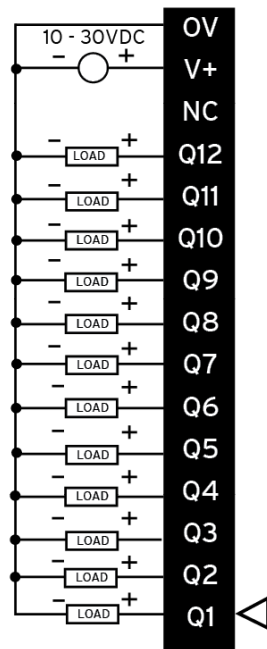 0V
10 - 30VDC
- + V+
NC
- LOAD + Q12
- LOAD + Q11
- LOAD + Q10
- LOAD + Q9
- LOAD + Q8
- LOAD + Q7
- LOAD + Q6
- LOAD + Q5
- LOAD + Q4
- LOAD + Q3
- LOAD + Q2
- LOAD + Q1